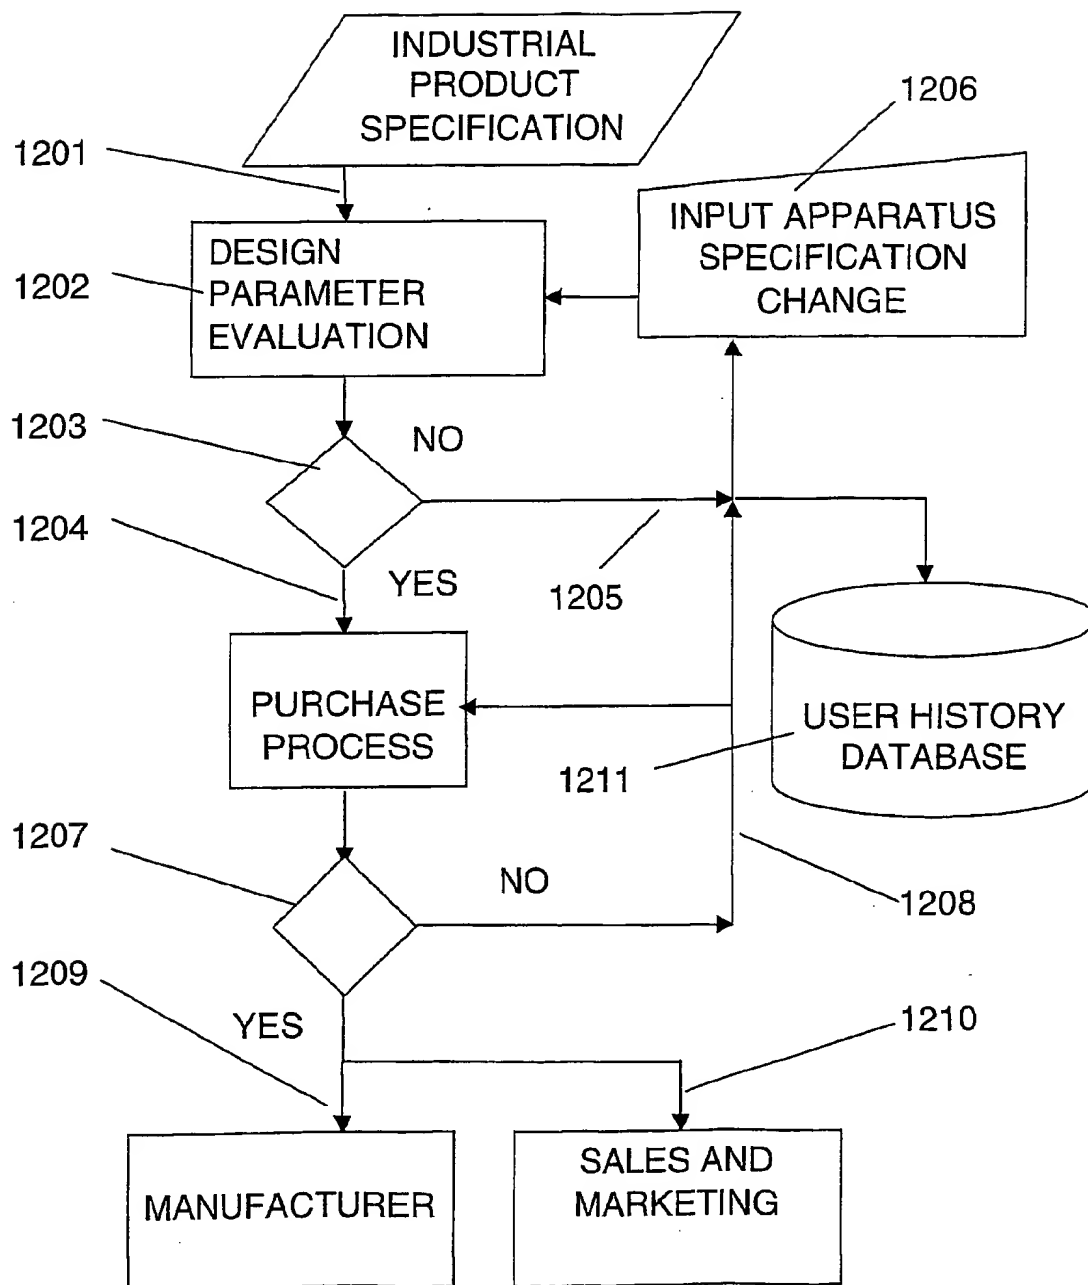 INDUSTRIAL
PRODUCT
SPECIFICATION
1206
1201
INPUT APPARATUS
SPECIFICATION
CHANGE
DESIGN
PARAMETER
EVALUATION
1202
1203
NO
1204
YES
1205
PURCHASE
PROCESS
USER HISTORY
DATABASE
1211
1207
NO
1208
1209
YES
1210
MANUFACTURER
SALES AND
MARKETING